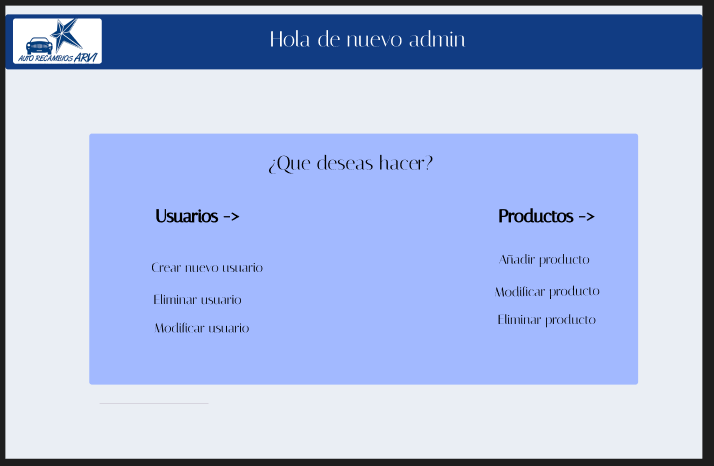 Hola de nuevo admin
AUTO RECAMBIOS ARVI
¿Que deseas hacer?
Usuarios ->
Crear nuevo usuario
Eliminar usuario
Modificar usuario
Productos ->
Añadir producto
Modificar producto
Eliminar producto